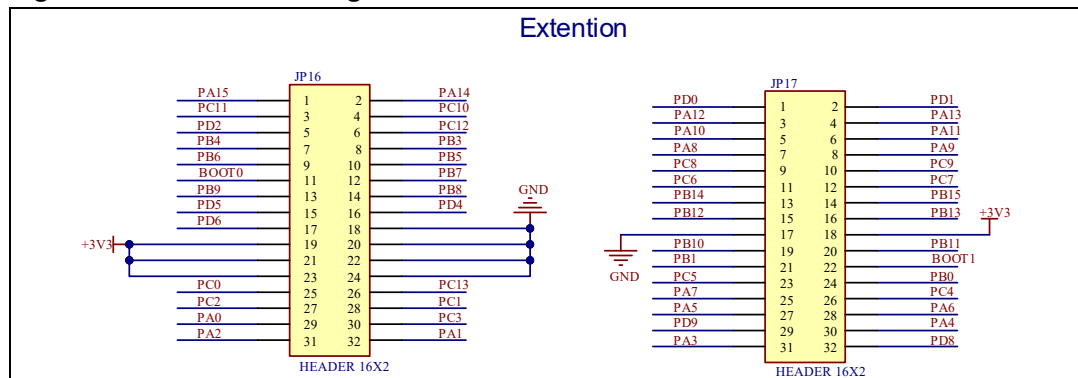 Extention
JP16
PA15 1 2 PA14
PC11 3 4 PC10
PD2 5 6 PC12
PB4 7 8 PB3
PB6 9 10 PB5
BOOT0 11 12 PB7
PB9 13 14 PB8
PD5 15 16 PD4
PD6 17 18
GND
+3V3 19 20
21 22
23 24
PC0 25 26 PC13
PC2 27 28 PC1
PA0 29 30 PC3
PA2 31 32 PA1
HEADER 16X2
JP17
PD0 1 2 PD1
PA12 3 4 PA13
PA10 5 6 PA11
PA8 7 8 PA9
PC8 9 10 PC9
PC6 11 12 PC7
PB14 13 14 PB15
PB12 15 16 PB13
17 18 +3V3
GND
PB10 19 20 PB11
PB1 21 22 BOOT1
PC5 23 24 PB0
PA7 25 26 PC4
PA5 27 28 PA6
PD9 29 30 PA4
PA3 31 32 PD8
HEADER 16X2